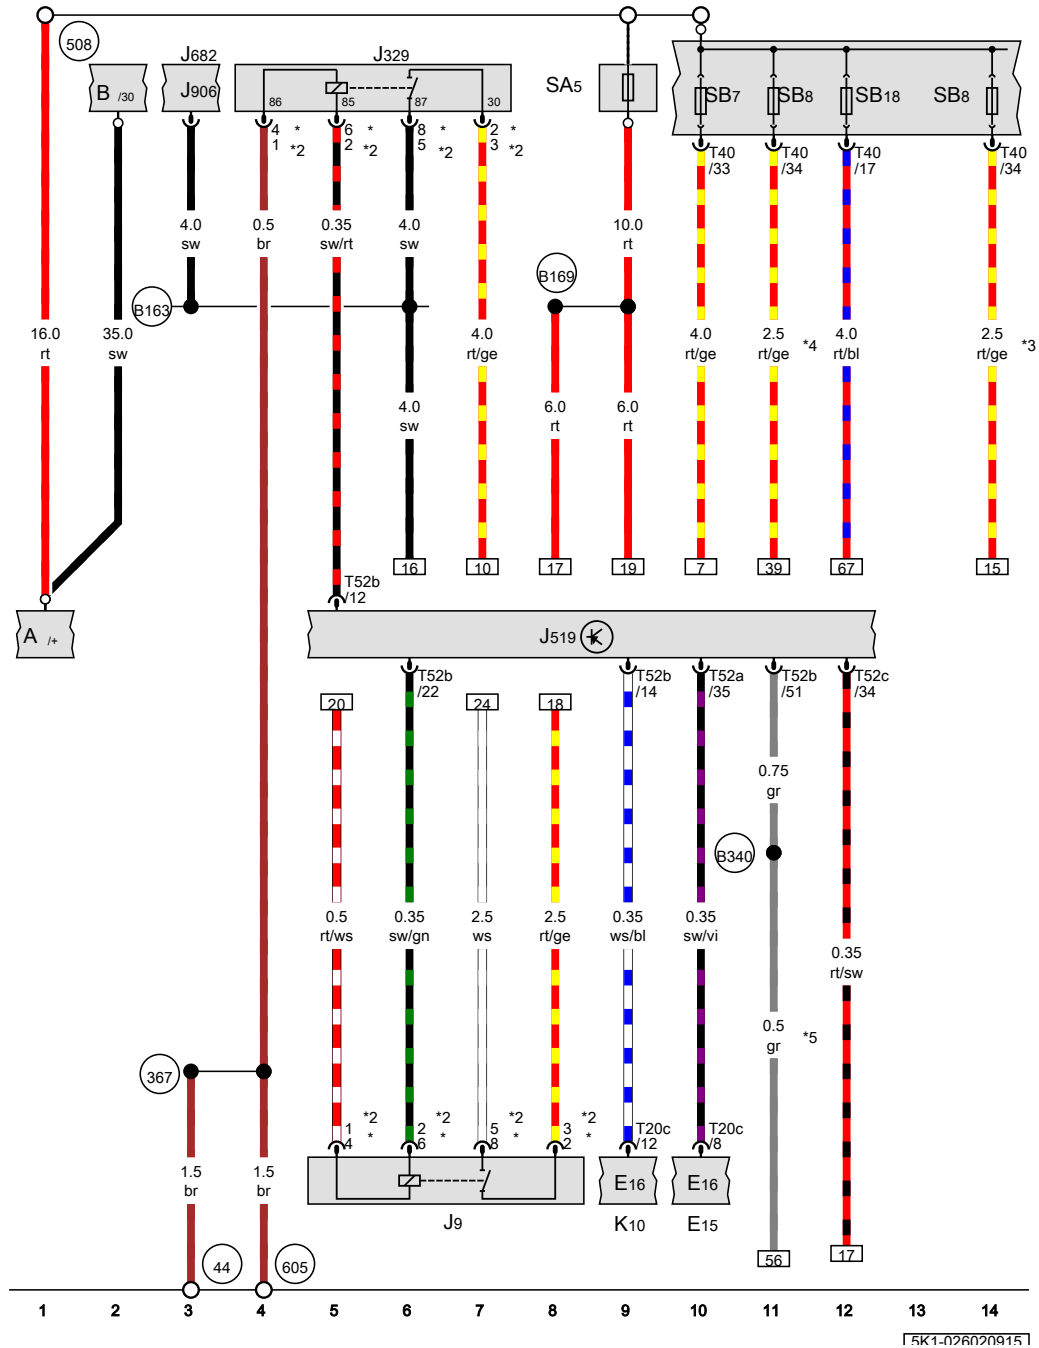 508
J682
J329
B /30
J906
SA5
86
85
87
30
SB7
SB8
SB18
SB8
4 *
1 *2
6 *
2 *2
8 *
5 *2
2 *
3 *2
T40
/33
T40
/34
T40
/17
T40
/34
4.0
sw
0.5
br
0.35
sw/rt
4.0
sw
10.0
rt
B169
B163
16.0
rt
35.0
sw
4.0
rt/ge
4.0
rt/ge
2.5
rt/ge
*4
4.0
rt/bl
2.5
rt/ge
*3
4.0
sw
6.0
rt
6.0
rt
16
10
17
19
7
39
67
15
T52b
/12
A /+
J519
T52b
/22
T52b
/14
T52a
/35
T52b
/51
T52c
/34
20
24
18
0.75
gr
B340
0.5
rt/ws
0.35
sw/gn
2.5
ws
2.5
rt/ge
0.35
ws/bl
0.35
sw/vi
0.35
rt/sw
0.5
gr
*5
367
1 *2
4 *
2 *2
6 *
5 *2
8 *
3 *2
2 *
T20c
/12
T20c
/8
1.5
br
1.5
br
E16
E16
J9
K10
E15
44
605
56
17
1 2 3 4 5 6 7 8 9 10 11 12 13 14
5K1-026020915